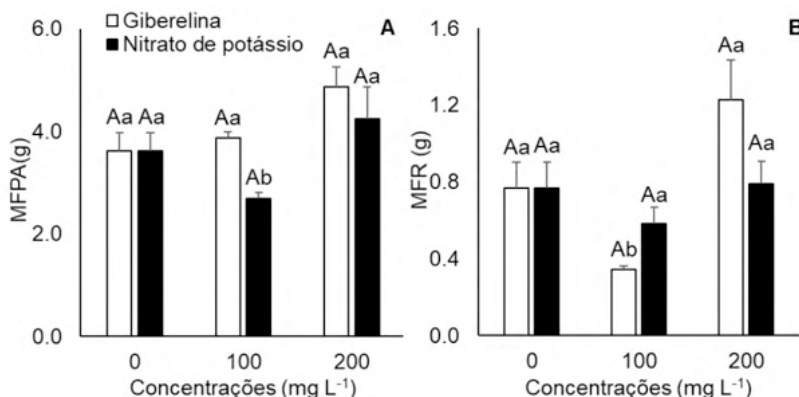 6.0
Giberelina
Nitrato de potássio
A
Aa
Aa
Aa
Aa
Aa
Ab
4.0
2.0
0.0
MFPA(g)
0
100
200
Concentrações (mg L⁻¹)
1.6
B
Aa
Aa
Aa
Aa
Aa
Ab
1.2
0.8
0.4
0.0
MFR (g)
0
100
200
Concentrações (mg L⁻¹)